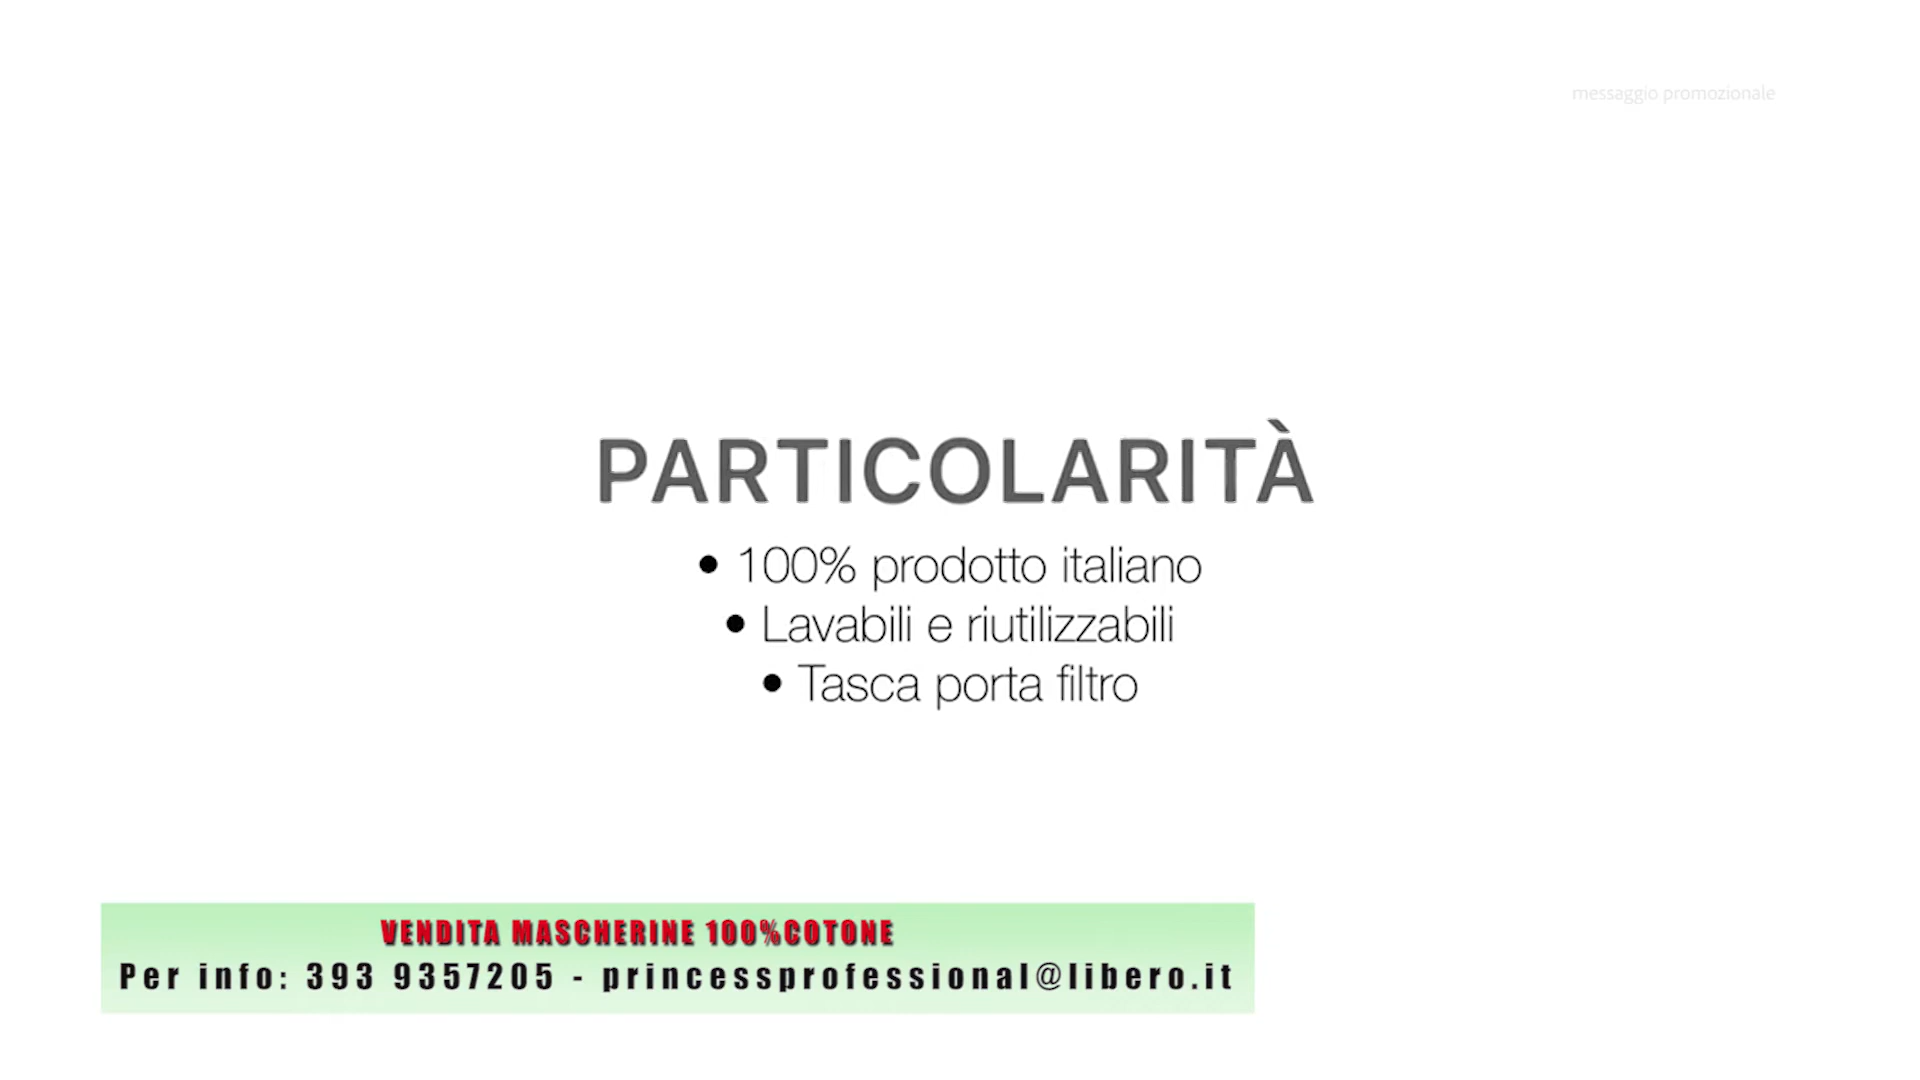 messaggio promozionale
PARTICOLARITÀ
• 100% prodotto italiano
• Lavabili e riutilizzabili
• Tasca porta filtro
VENDITA MASCHERINE 100%COTONE
Per info: 393 9357205 - princessprofessional@libero.it